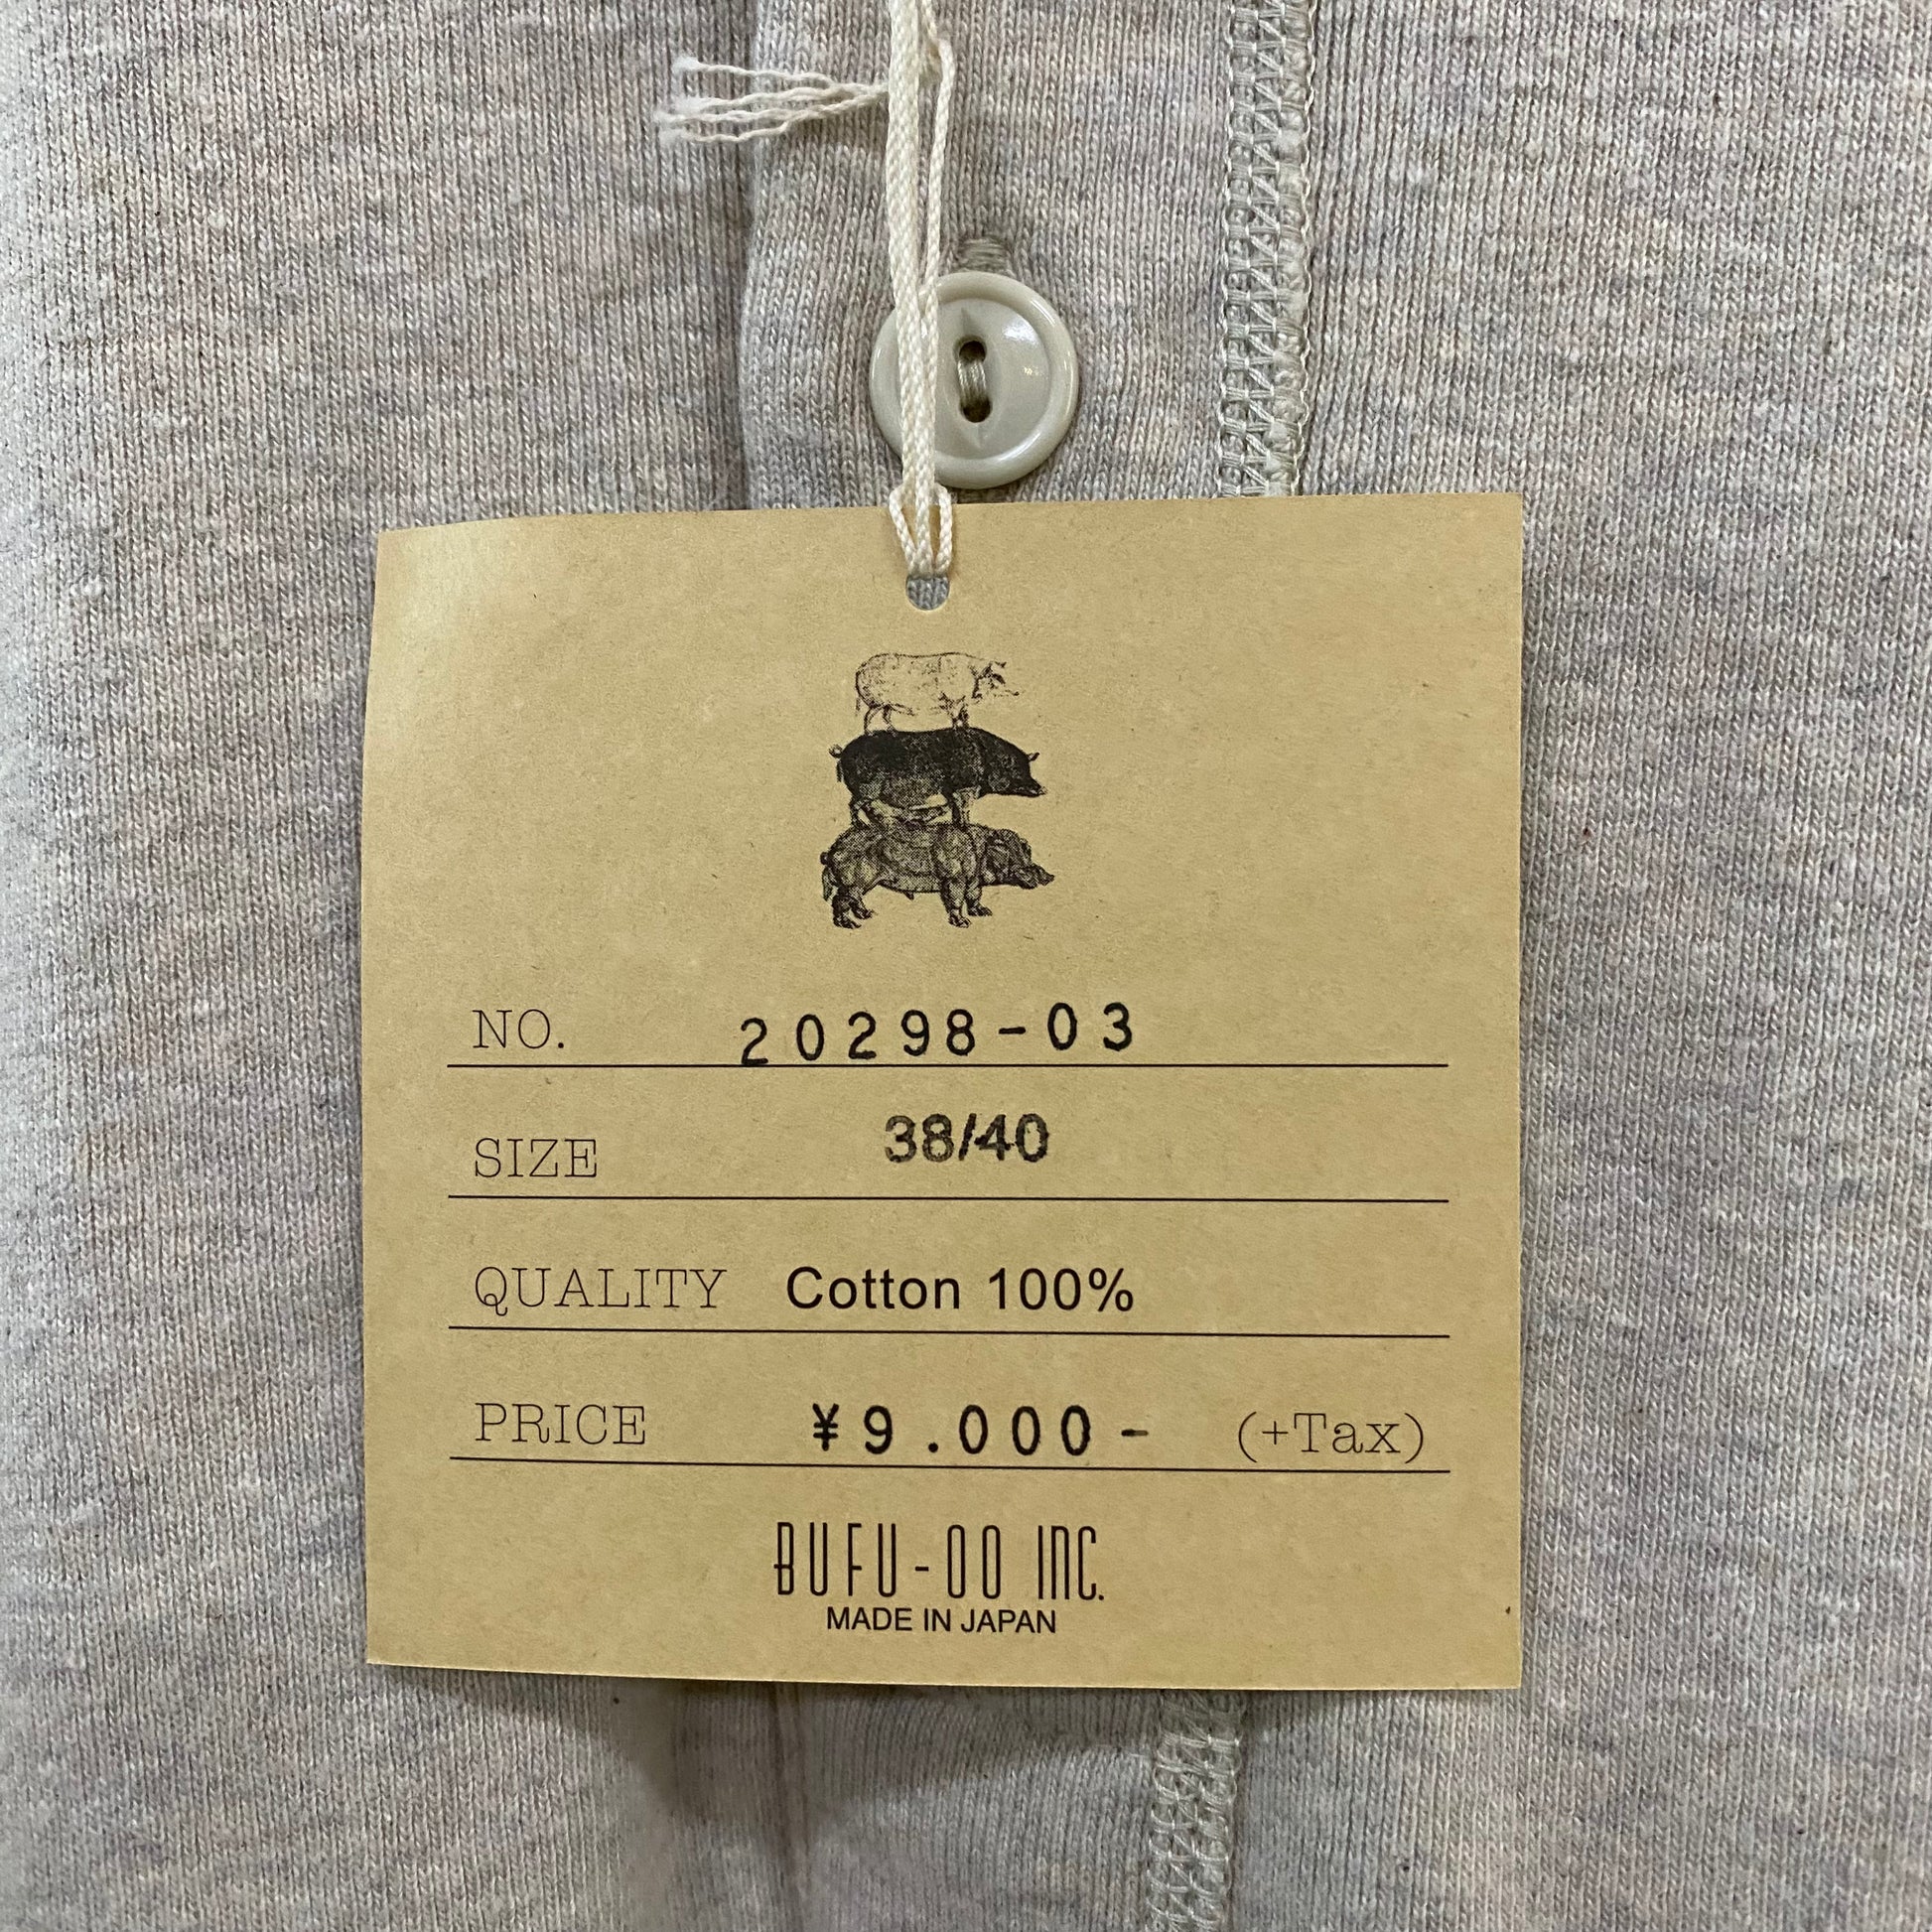 NO. 20298-03
SIZE 38/40
QUALITY Cotton 100%
PRICE ¥9.000- (+Tax)
BUFU-OO INC.
MADE IN JAPAN